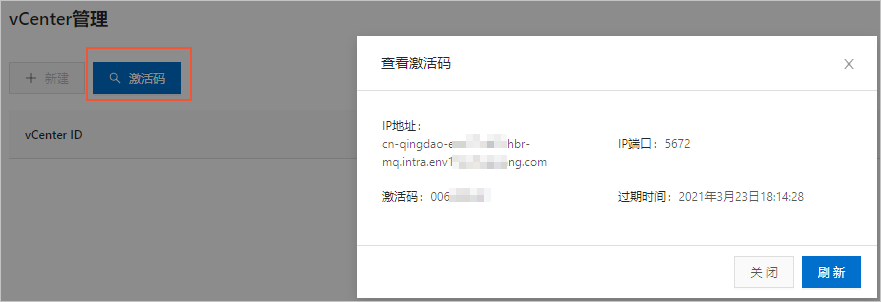 vCenter管理
新建
激活码
vCenter ID
查看激活码
IP地址：
cn-qingdao-e hbr-
mq.intra.env1 ng.com
IP端口：5672
激活码：006
过期时间：2021年3月23日18:14:28
关 闭
刷 新